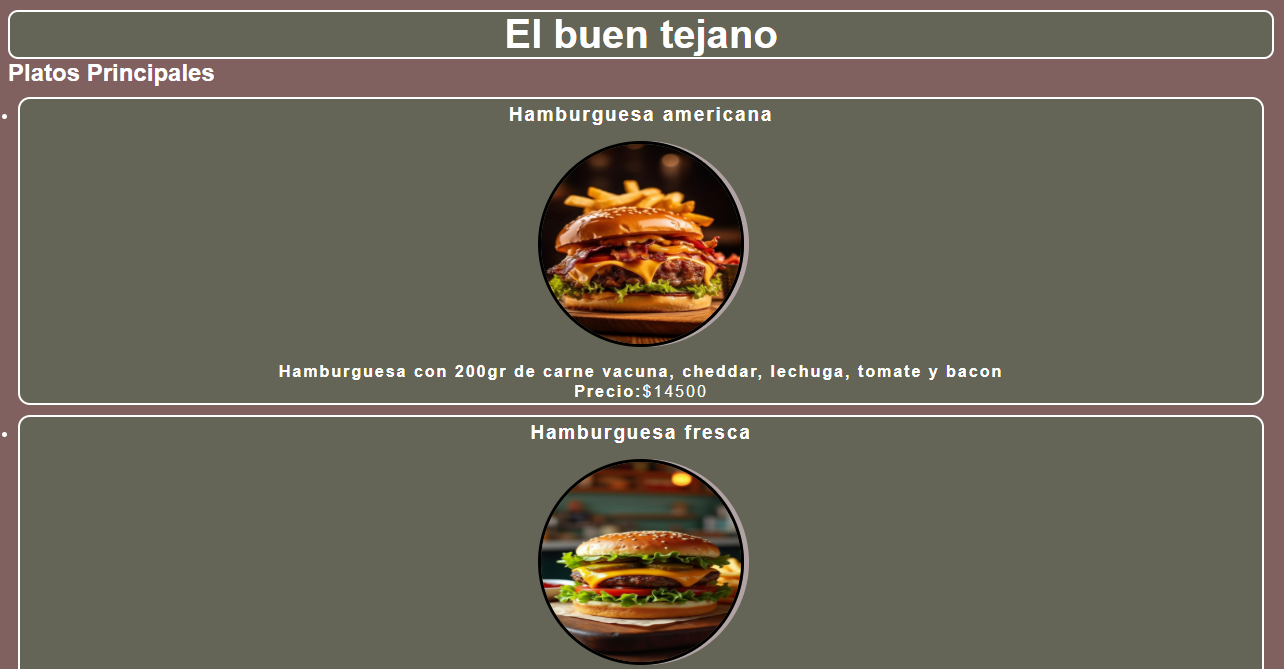 El buen tejano
Platos Principales
Hamburguesa americana
Hamburguesa con 200gr de carne vacuna, cheddar, lechuga, tomate y bacon
Precio:$14500
Hamburguesa fresca